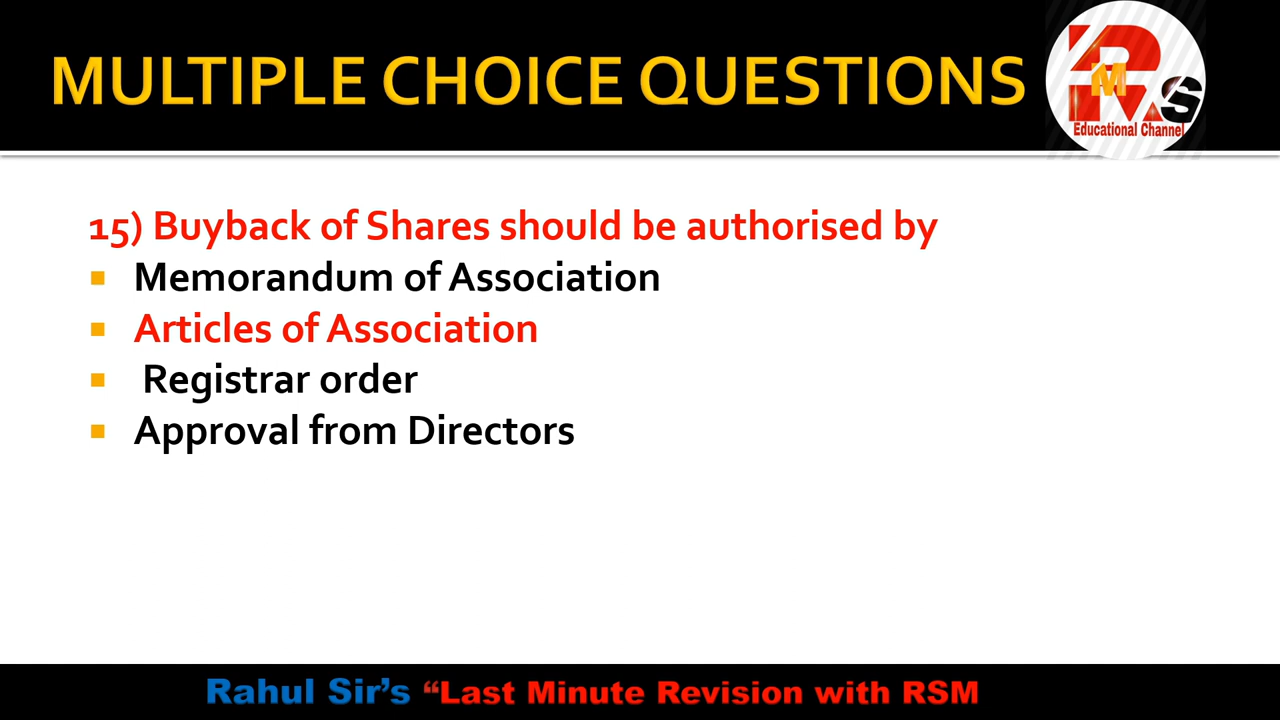 MULTIPLE CHOICE QUESTIONS
RMS
Educational Channel
15) Buyback of Shares should be authorised by
Memorandum of Association
Articles of Association
Registrar order
Approval from Directors
Rahul Sir's “Last Minute Revision with RSM